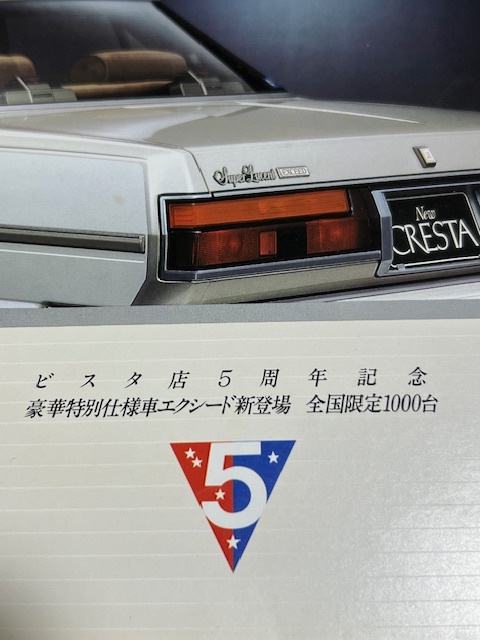 Super Lucent EXCEED
New
CRESTA
ビスタ店5周年記念
豪華特別仕様車エクシード新登場　全国限定1000台
5